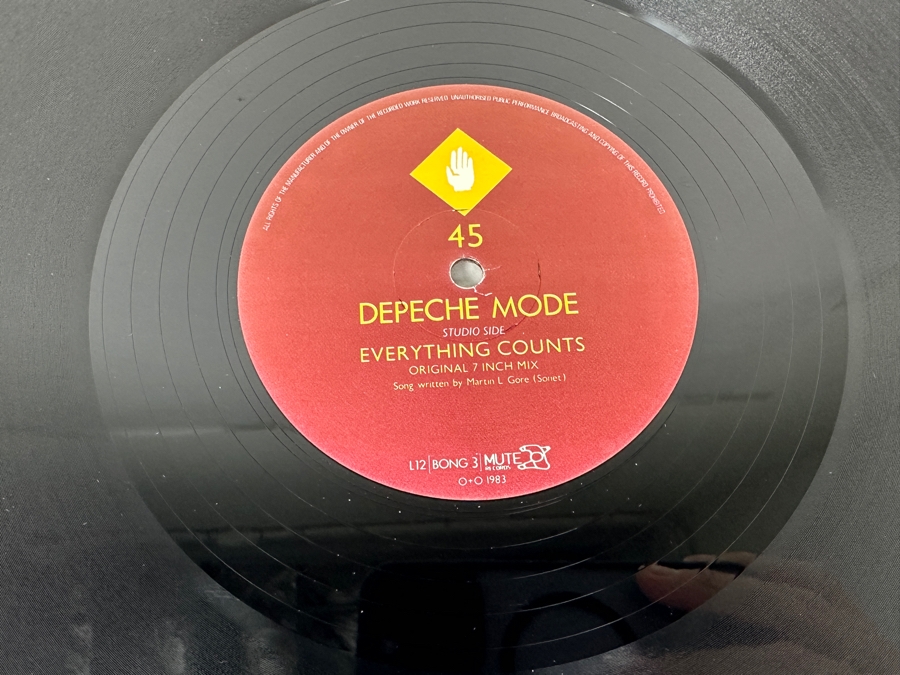 ALL RIGHTS OF THE MANUFACTURER AND OF THE OWNER OF THE RECORDED WORK RESERVED. UNAUTHORISED PUBLIC PERFORMANCE BROADCASTING AND COPYING OF THIS RECORD PROHIBITED
45
DEPECHE MODE
STUDIO SIDE
EVERYTHING COUNTS
ORIGINAL 7 INCH MIX
Song written by Martin L Gore (Sonet)
L12 BONG 3 MUTE
RECORDS
℗+© 1983